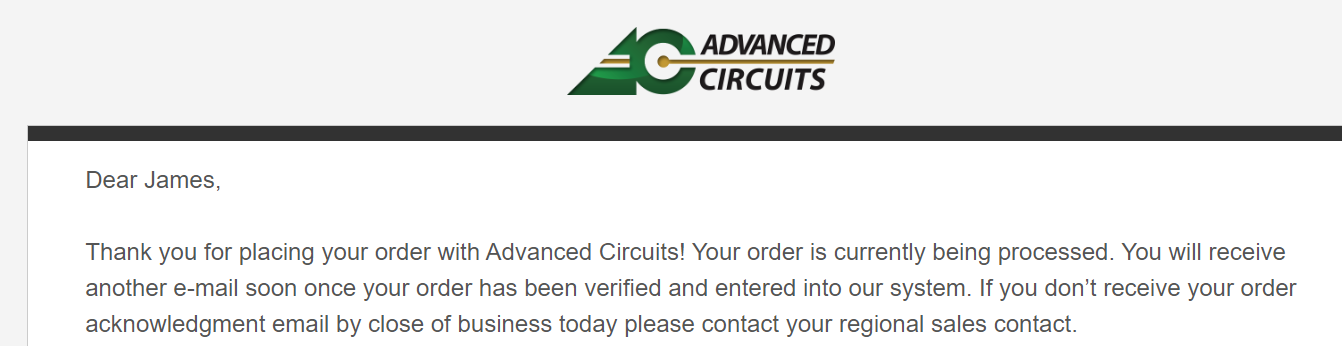 ADVANCED
CIRCUITS
Dear James,
Thank you for placing your order with Advanced Circuits! Your order is currently being processed. You will receive
another e-mail soon once your order has been verified and entered into our system. If you don’t receive your order
acknowledgment email by close of business today please contact your regional sales contact.